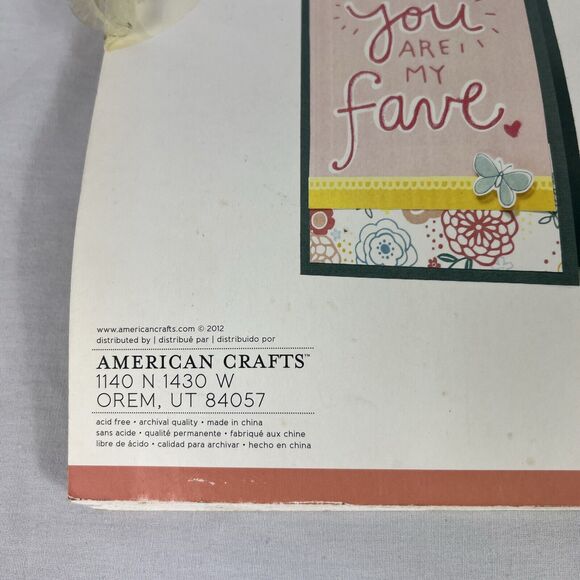 you
ARE
MY
fave
www.americancrafts.com © 2012
distributed by | distribué par | distribuido por
AMERICAN CRAFTS™
1140 N 1430 W
OREM, UT 84057
acid free • archival quality • made in china
sans acide • qualité permanente • fabriqué aux chine
libre de ácido • calidad para archivar • hecho en china